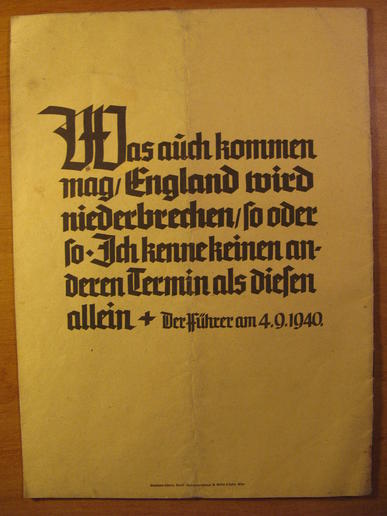 Was auch kommen
mag/England wird
niederbrechen/so oder
so·Ich kenne keinen an-
deren Termin als diesen
allein + Der Führer am 4.9.1940.